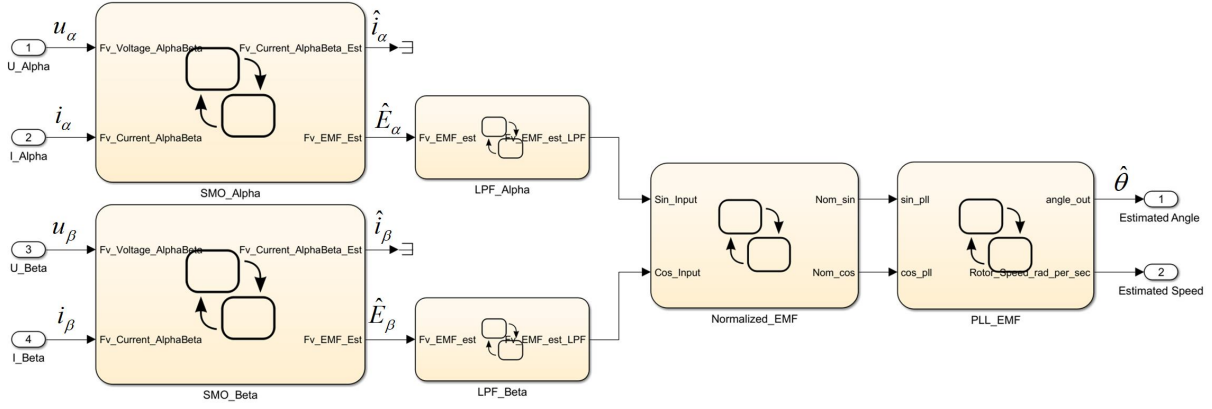 u_α
1
U_Alpha
Fv_Voltage_AlphaBeta
Fv_Current_AlphaBeta_Est
î_α
i_α
2
I_Alpha
Fv_Current_AlphaBeta
Fv_EMF_Est
Ê_α
SMO_Alpha
Fv_EMF_est
Fv_EMF_est_LPF
LPF_Alpha
u_β
3
U_Beta
Fv_Voltage_AlphaBeta
Fv_Current_AlphaBeta_Est
î_β
i_β
4
I_Beta
Fv_Current_AlphaBeta
Fv_EMF_Est
Ê_β
SMO_Beta
Fv_EMF_est
Fv_EMF_est_LPF
LPF_Beta
Sin_Input
Nom_sin
Cos_Input
Nom_cos
Normalized_EMF
sin_pll
angle_out
cos_pll
Rotor_Speed_rad_per_sec
PLL_EMF
θ̂
1
Estimated Angle
2
Estimated Speed